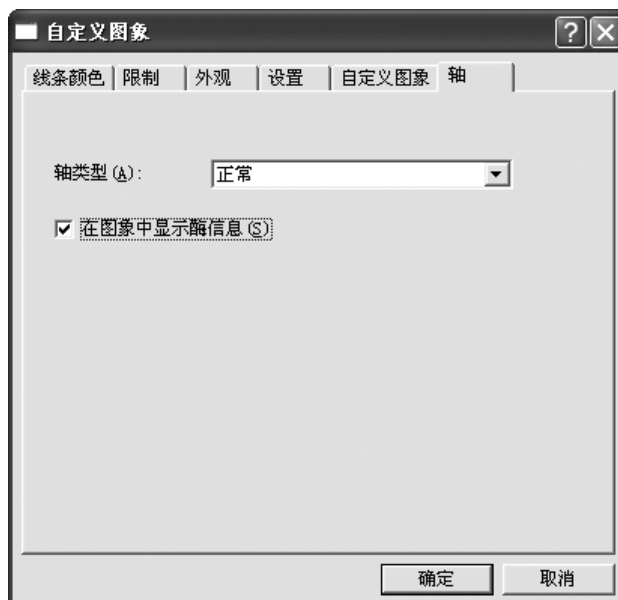 自定义图象
线条颜色 限制 外观 设置 自定义图象 轴
轴类型(A): 正常
在图象中显示酶信息(S)
确定 取消